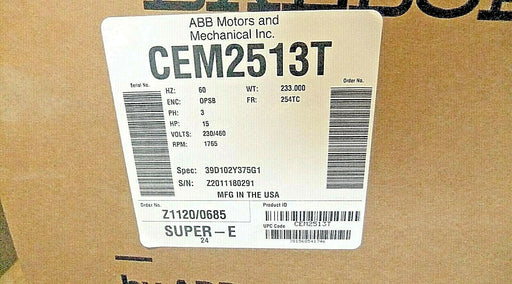 ABB Motors and
Mechanical Inc.
CEM2513T
Serial No.
Order No.
HZ: 60 WT: 233.000
ENC: OPSB FR: 254TC
PH: 3
HP: 15
VOLTS: 230/460
RPM: 1765
Spec: 39D102Y375G1
S/N: Z2011180291
MFG IN THE USA
Order No. Product ID
Z1120/0685
UPC Code CEM2513T
SUPER-E
24
by ABB